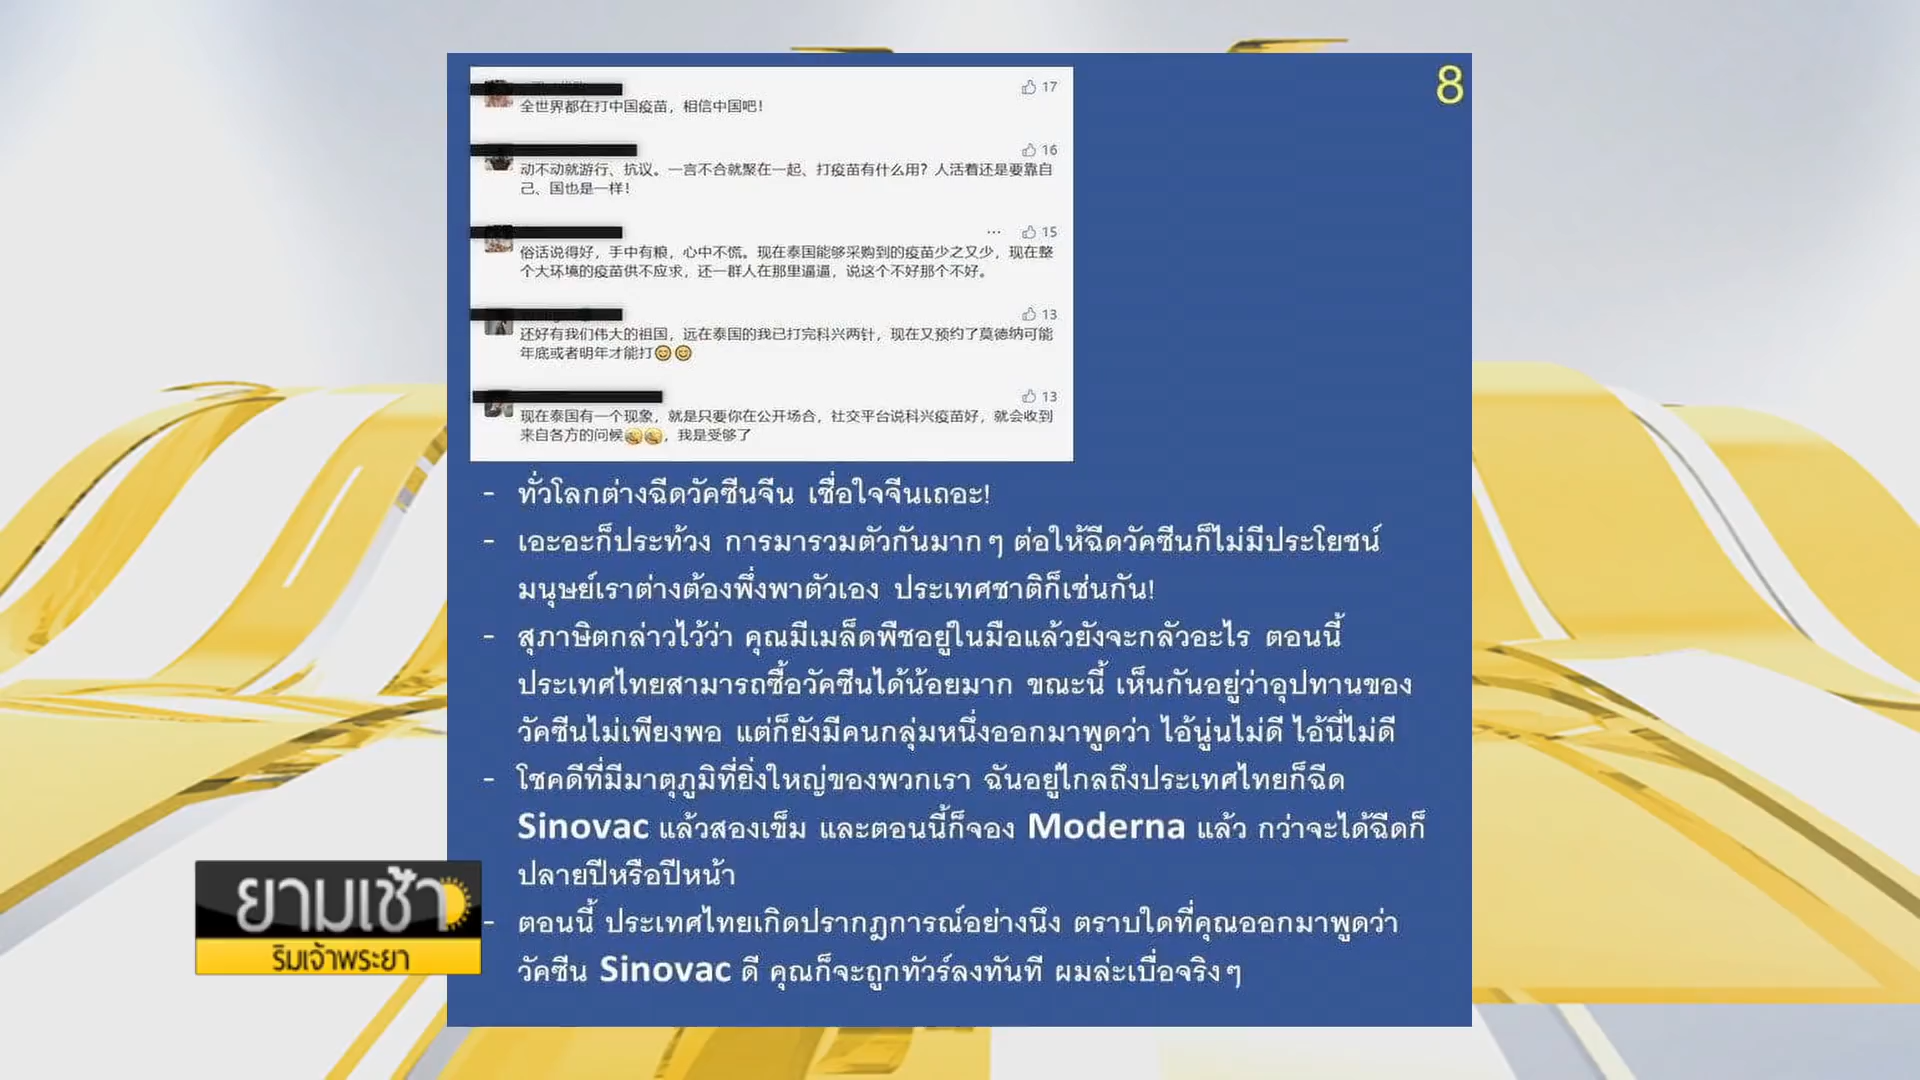 8
17
全世界都在打中国疫苗，相信中国吧！
16
动不动就游行、抗议。一言不合就聚在一起、打疫苗有什么用？人活着还是要靠自
己、国也是一样！
... 15
俗话说得好，手中有粮，心中不慌。现在泰国能够采购到的疫苗少之又少，现在整
个大环境的疫苗供不应求，还一群人在那里逼逼，说这个不好那个不好。
13
还好有我们伟大的祖国，远在泰国的我已打完科兴两针，现在又预约了莫德纳可能
年底或者明年才能打
13
现在泰国有一个现象，就是只要你在公开场合，社交平台说科兴疫苗好，就会收到
来自各方的问候，我是受够了
- ทั่วโลกต่างฉีดวัคซีนจีน เชื่อใจจีนเถอะ!
- เอะอะก็ประท้วง การมารวมตัวกันมากๆ ต่อให้ฉีดวัคซีนก็ไม่มีประโยชน์
มนุษย์เราต่างต้องพึ่งพาตัวเอง ประเทศชาติก็เช่นกัน!
- สุภาษิตกล่าวไว้ว่า คุณมีเมล็ดพืชอยู่ในมือแล้วยังจะกลัวอะไร ตอนนี้
ประเทศไทยสามารถซื้อวัคซีนได้น้อยมาก ขณะนี้ เห็นกันอยู่ว่าอุปทานของ
วัคซีนไม่เพียงพอ แต่ก็ยังมีคนกลุ่มหนึ่งออกมาพูดว่า ไอ้นู่นไม่ดี ไอ้นี่ไม่ดี
- โชคดีที่มีมาตุภูมิที่ยิ่งใหญ่ของพวกเรา ฉันอยู่ไกลถึงประเทศไทยก็ฉีด
Sinovac แล้วสองเข็ม และตอนนี้ก็จอง Moderna แล้ว กว่าจะได้ฉีดก็
ปลายปีหรือปีหน้า
- ตอนนี้ ประเทศไทยเกิดปรากฎการณ์อย่างนึง ตราบใดที่คุณออกมาพูดว่า
วัคซีน Sinovac ดี คุณก็จะถูกทัวร์ลงทันที ผมล่ะเบื่อจริงๆ
ยามเช้า
ริมเจ้าพระยา